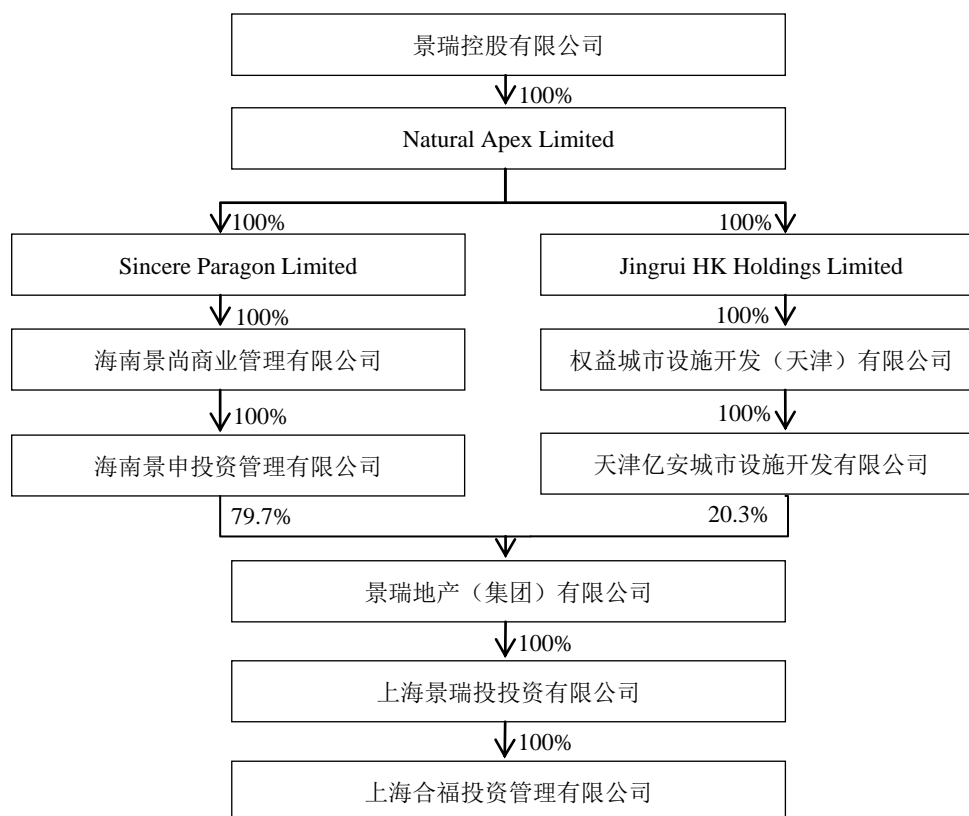 景瑞控股有限公司
100%
Natural Apex Limited
100%
100%
Sincere Paragon Limited
Jingrui HK Holdings Limited
100%
100%
海南景尚商业管理有限公司
权益城市设施开发（天津）有限公司
100%
100%
海南景申投资管理有限公司
天津亿安城市设施开发有限公司
79.7%
20.3%
景瑞地产（集团）有限公司
100%
上海景瑞投投资有限公司
100%
上海合福投资管理有限公司